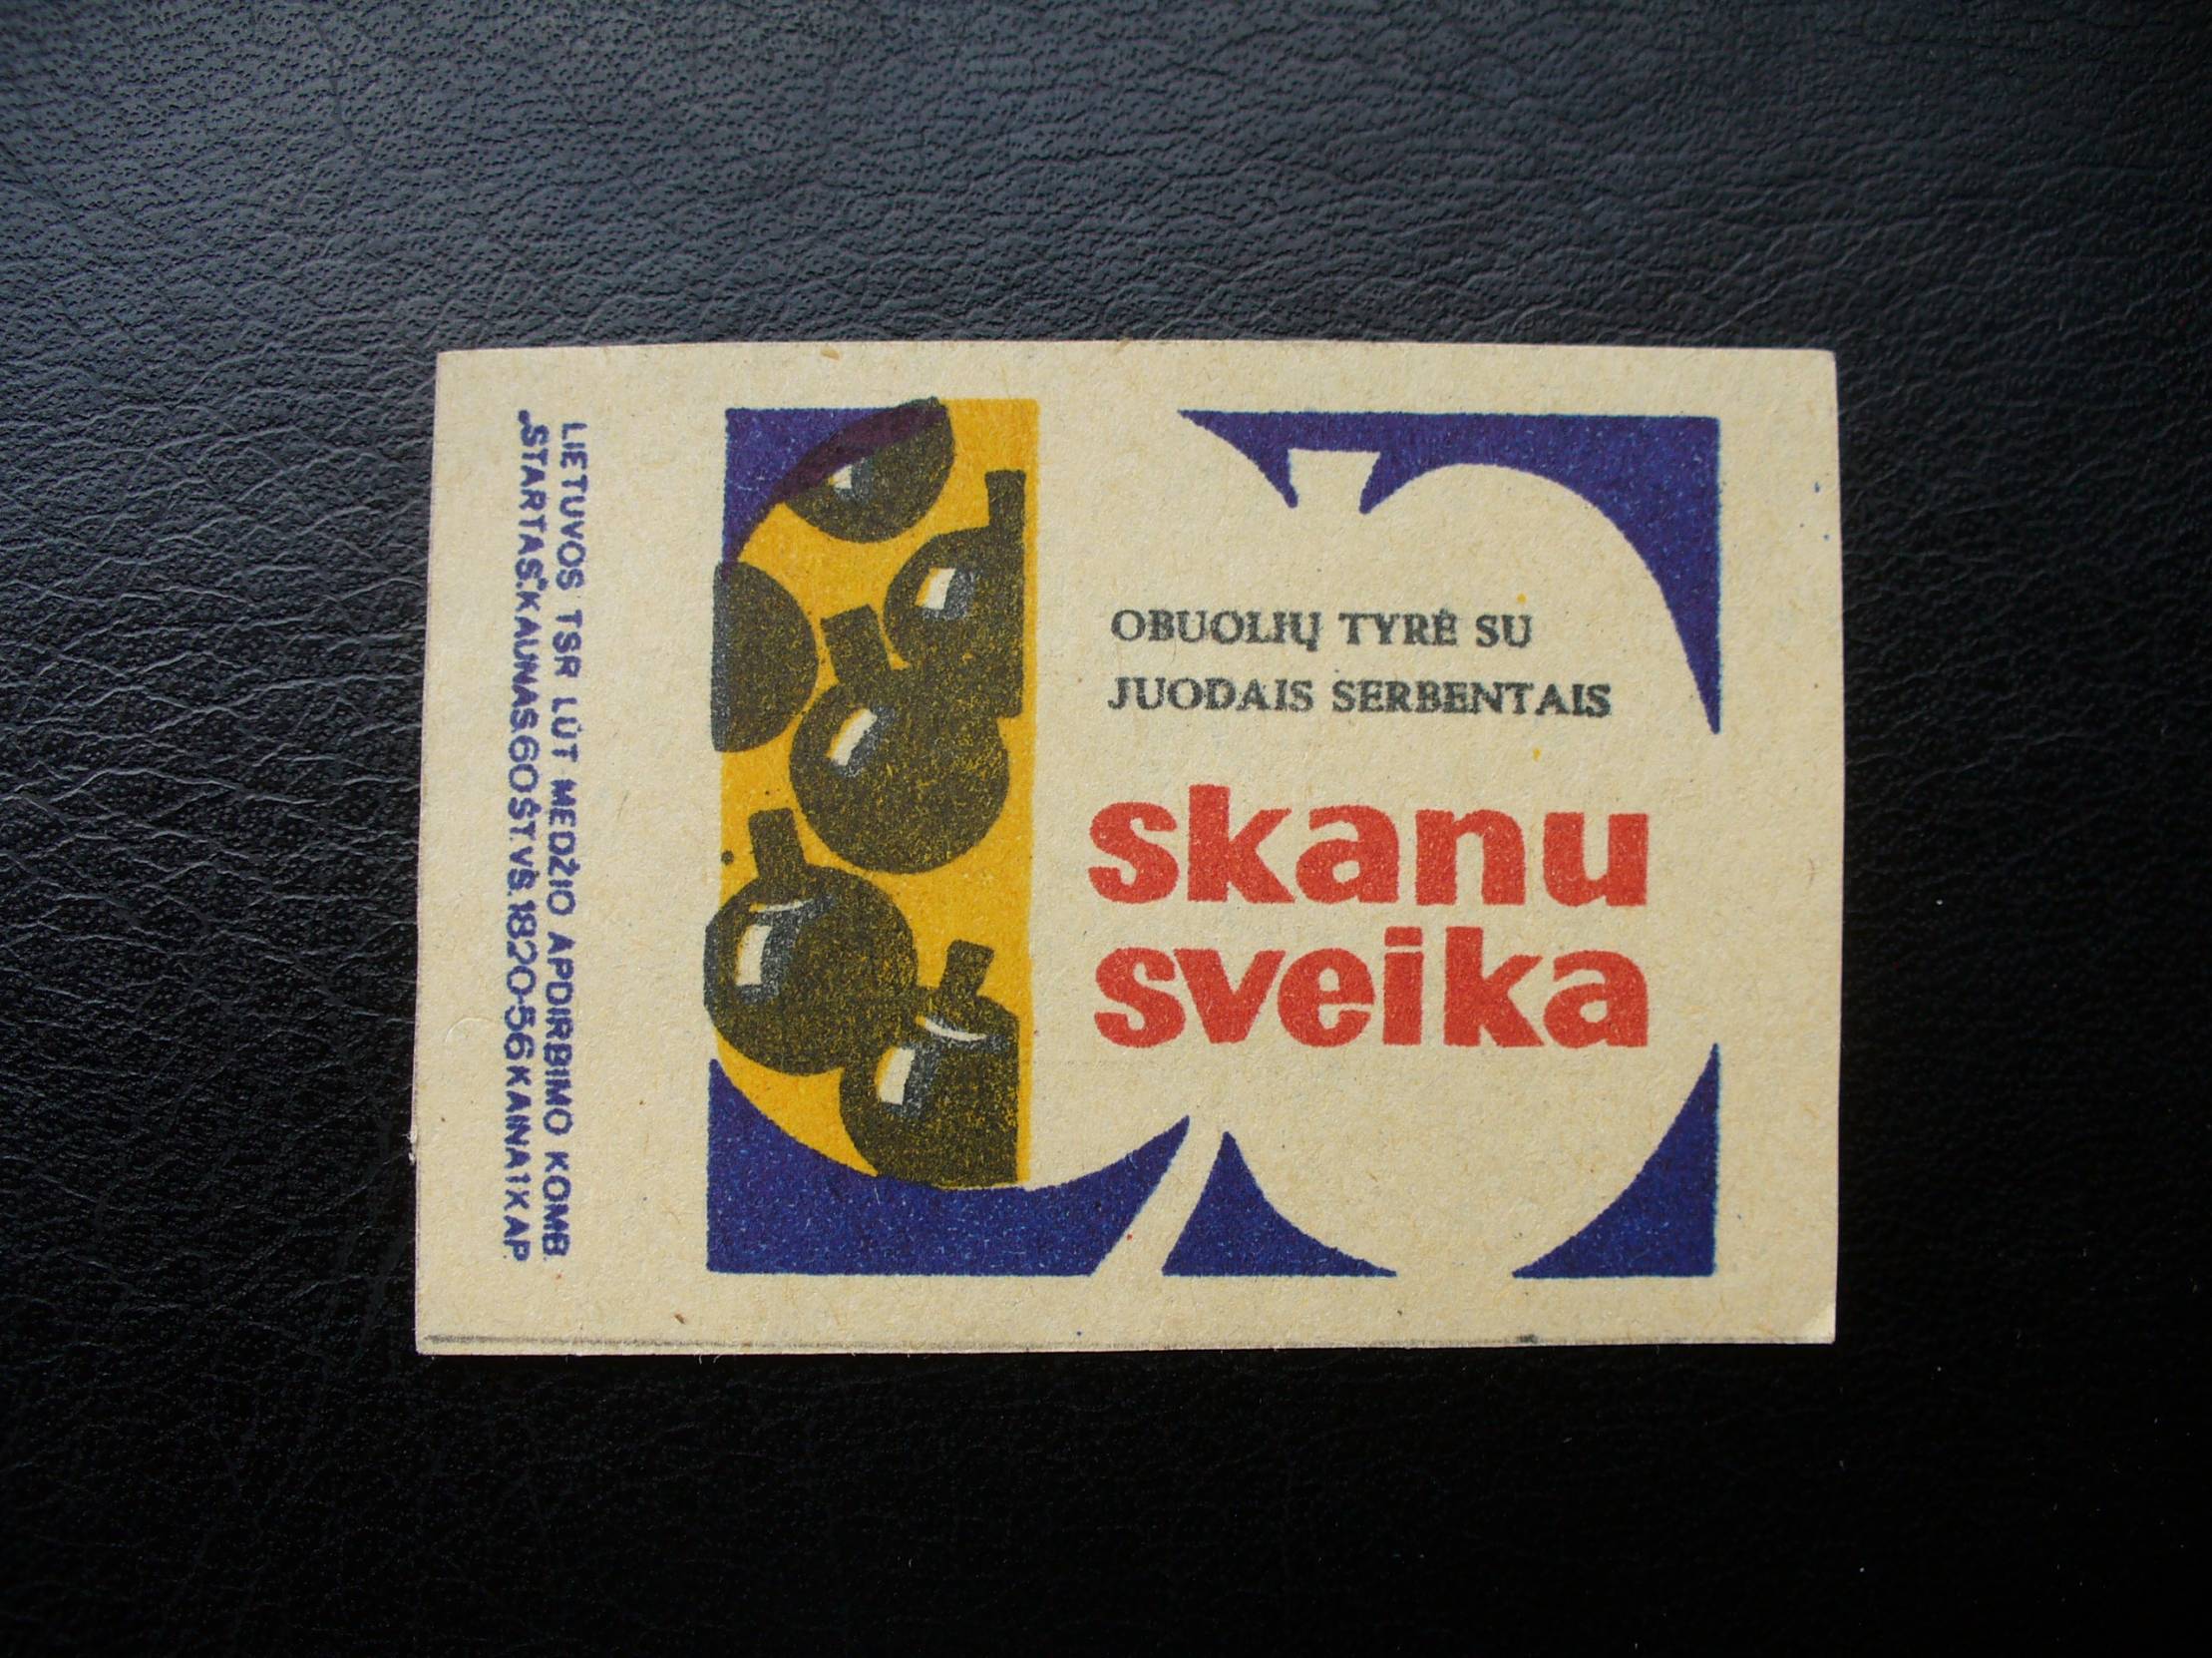 OBUOLIŲ TYRĖ SU
JUODAIS SERBENTAIS
skanu
sveika
LIETUVOS TSR LŪT MEDŽIO APDIRBIMO KOMB.
„STARTAS“. KAUNAS 60 ŠT. VS. 1820-56 KAINA 1 KAP.